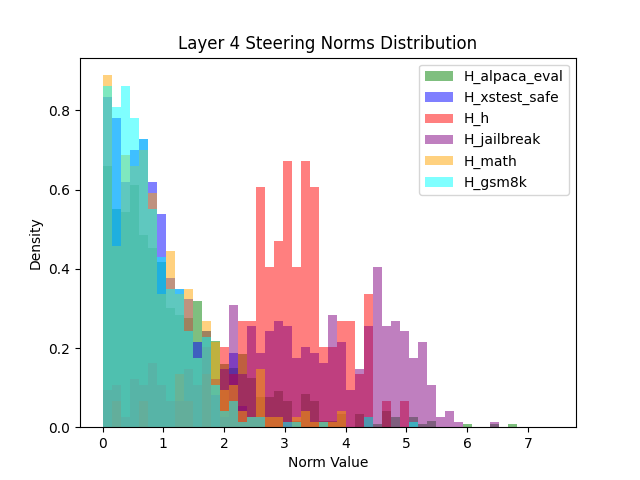 Layer 4 Steering Norms Distribution
H_alpaca_eval
H_xstest_safe
H_h
H_jailbreak
H_math
H_gsm8k
Density
0.8
0.6
0.4
0.2
0.0
0 1 2 3 4 5 6 7
Norm Value